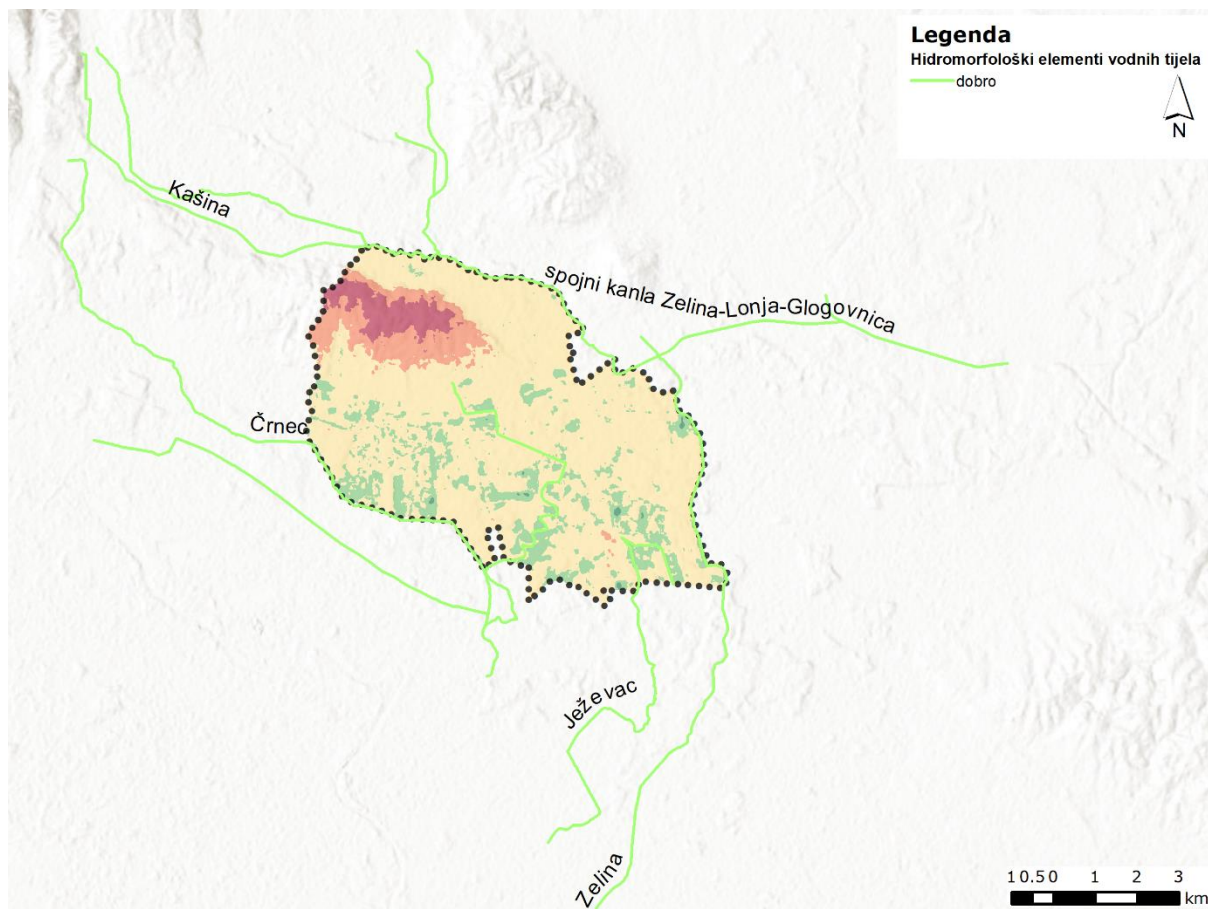 Legenda
Hidromorfološki elementi vodnih tijela
dobro
N
Kašina
spojni kanla Zelina-Lonja-Glogovnica
Črnec
Ježevac
Zelina
1 0.5 0 1 2 3
km